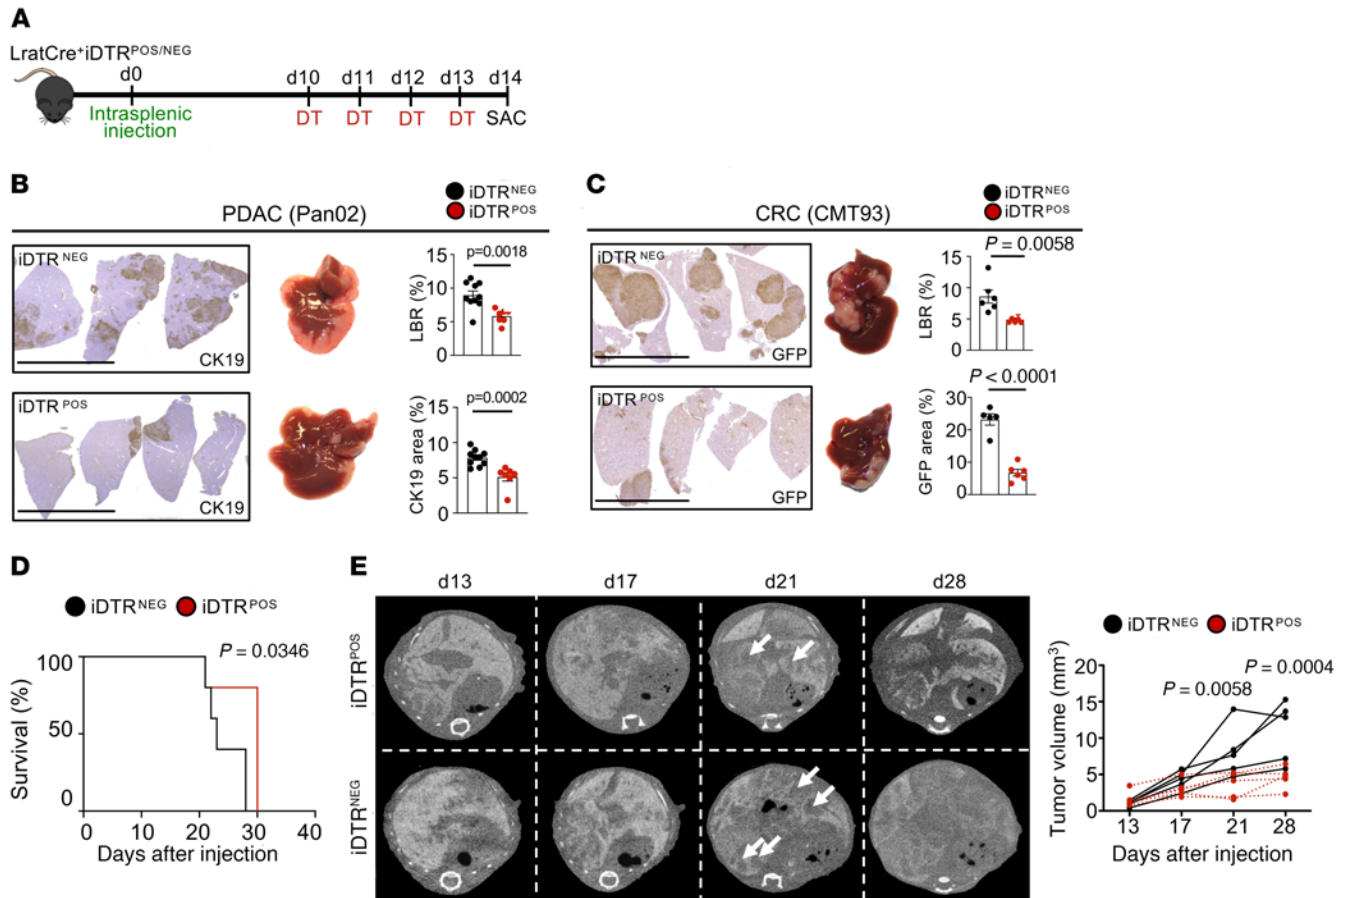 A
LratCre⁺iDTRᴾᴼˢ/ᴺᴱᴳ
d0 d10 d11 d12 d13 d14
Intrasplenic
injection
DT DT DT DT SAC
B
PDAC (Pan02)
iDTR NEG
iDTR POS
iDTR NEG
CK19
LBR (%)
15
10
5
0
p=0.0018
iDTR POS
CK19
CK19 area (%)
15
10
5
0
p=0.0002
C
CRC (CMT93)
iDTR NEG
iDTR POS
iDTR NEG
GFP
LBR (%)
15
10
5
0
P = 0.0058
iDTR POS
GFP
GFP area (%)
30
20
10
0
P < 0.0001
D
iDTR NEG iDTR POS
P = 0.0346
Survival (%)
100
50
0
0 10 20 30 40
Days after injection
E
d13 d17 d21 d28
iDTR POS
iDTR NEG
iDTR NEG iDTR POS
Tumor volume (mm³)
20
15
10
5
0
P = 0.0058
P = 0.0004
13 17 21 28
Days after injection